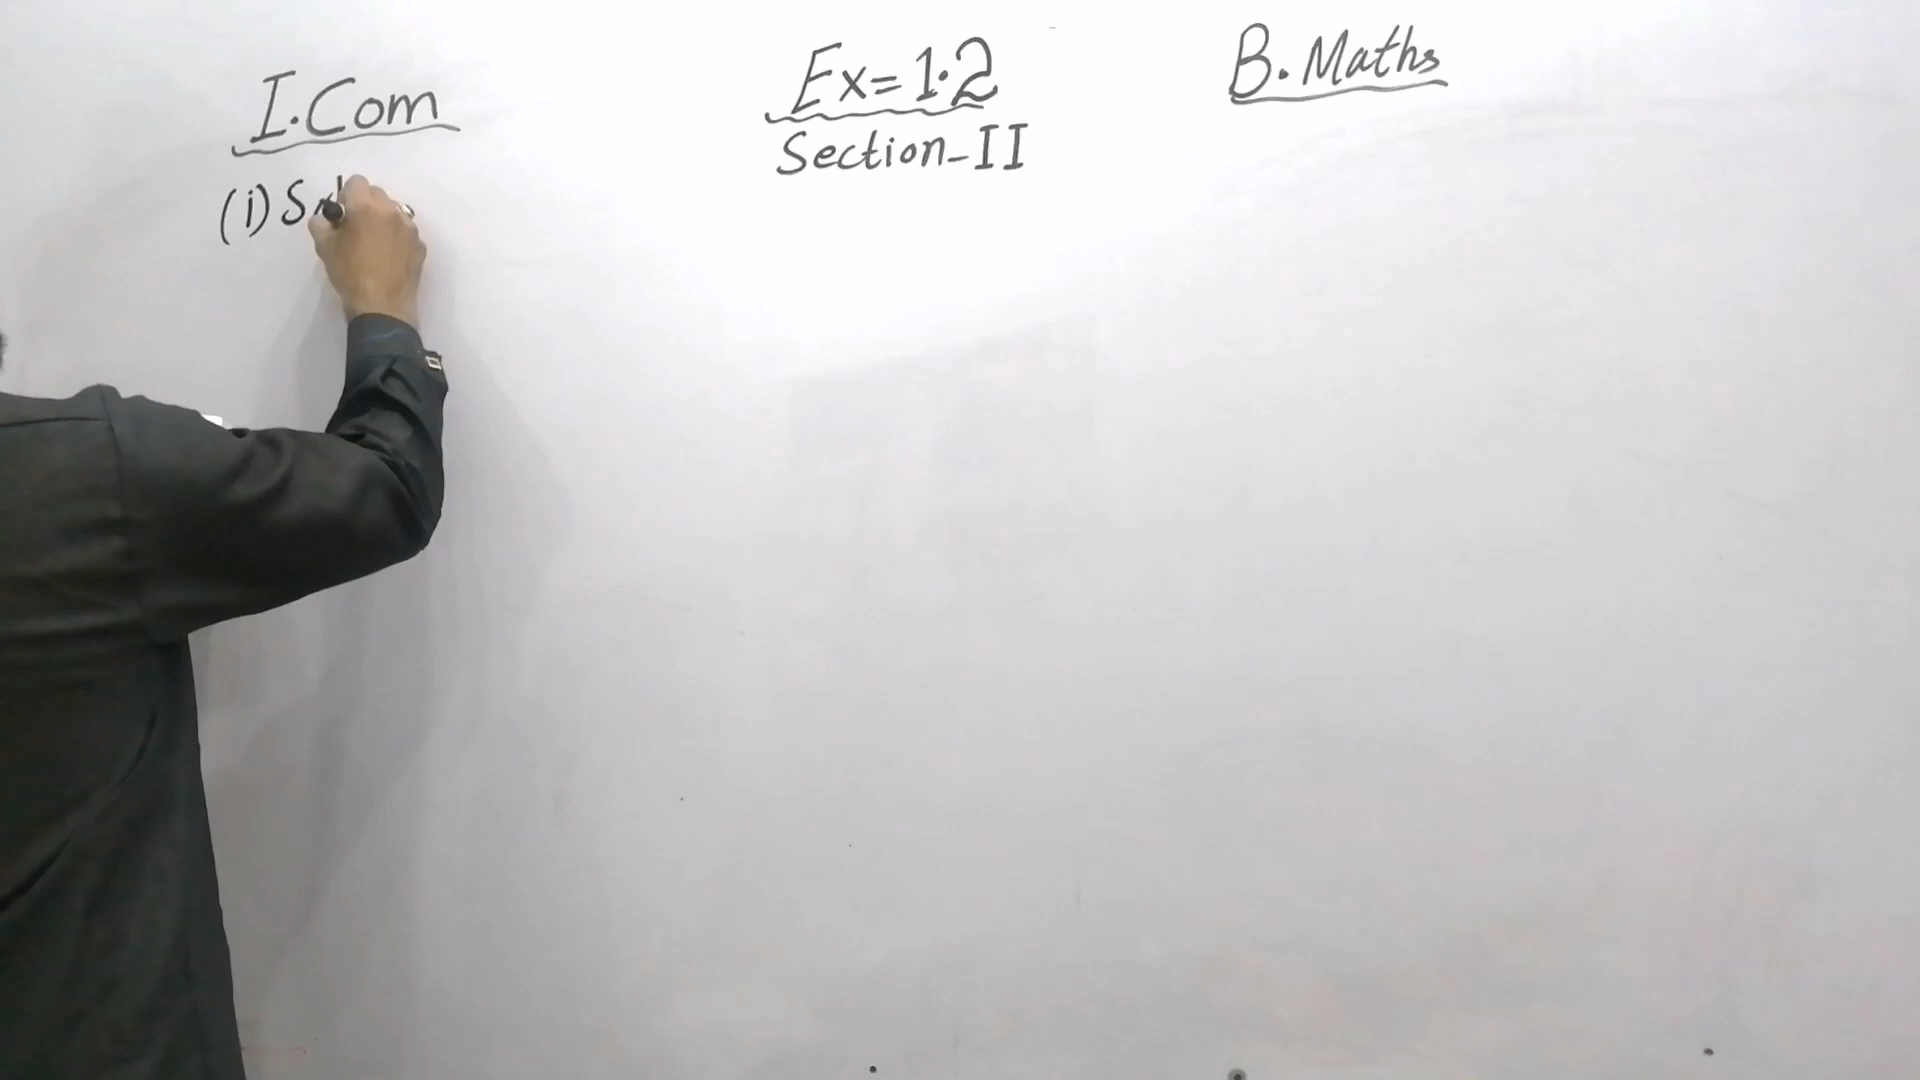 I.Com
Ex=1.2
B.Maths
Section-II
(i)